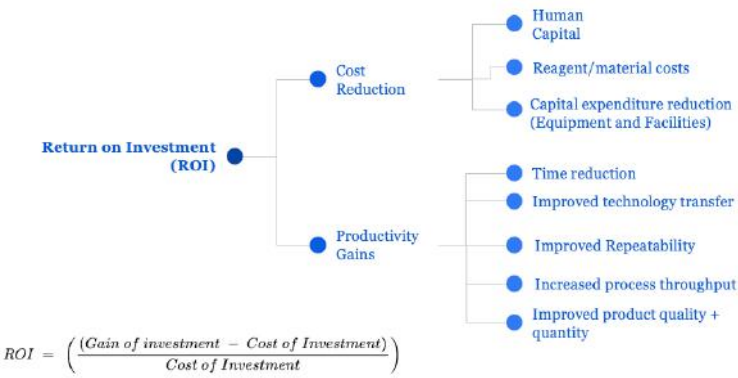 Return on Investment
(ROI)
Cost
Reduction
Human
Capital
Reagent/material costs
Capital expenditure reduction
(Equipment and Facilities)
Productivity
Gains
Time reduction
Improved technology transfer
Improved Repeatability
Increased process throughput
Improved product quality +
quantity
ROI = ( (Gain of investment − Cost of Investment) / Cost of Investment )